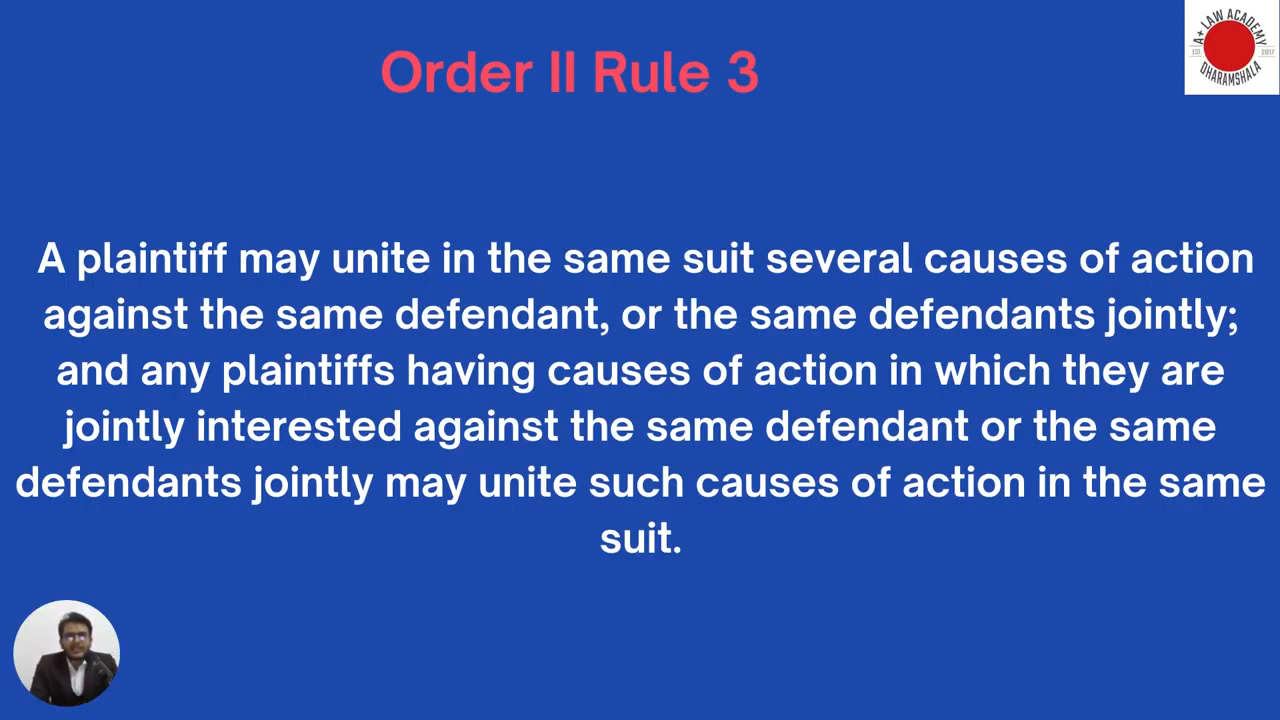 Order II Rule 3
A+ LAW ACADEMY
EST. 2017
DHARAMSHALA
A plaintiff may unite in the same suit several causes of action
against the same defendant, or the same defendants jointly;
and any plaintiffs having causes of action in which they are
jointly interested against the same defendant or the same
defendants jointly may unite such causes of action in the same
suit.